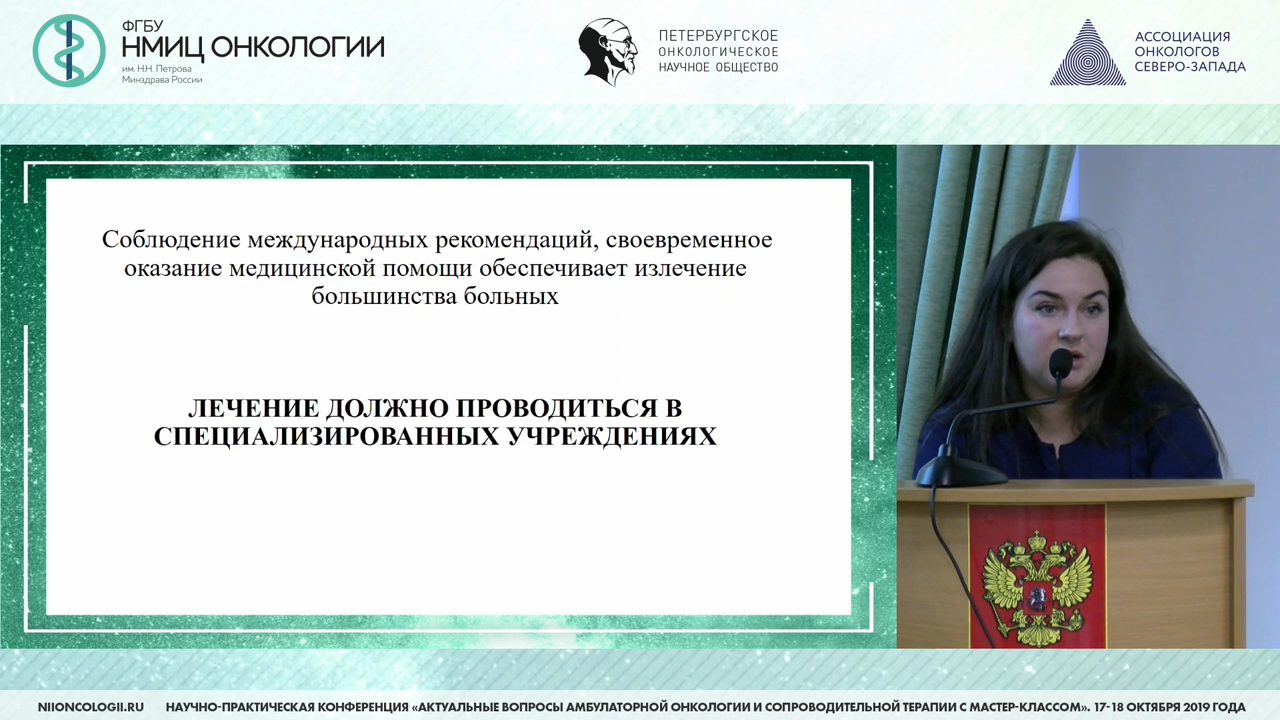 ФГБУ
НМИЦ ОНКОЛОГИИ
им. Н.Н. Петрова
Минздрава России
ПЕТЕРБУРГСКОЕ
ОНКОЛОГИЧЕСКОЕ
НАУЧНОЕ ОБЩЕСТВО
АССОЦИАЦИЯ
ОНКОЛОГОВ
СЕВЕРО-ЗАПАДА
Соблюдение международных рекомендаций, своевременное
оказание медицинской помощи обеспечивает излечение
большинства больных
ЛЕЧЕНИЕ ДОЛЖНО ПРОВОДИТЬСЯ В
СПЕЦИАЛИЗИРОВАННЫХ УЧРЕЖДЕНИЯХ
NIIONCOLOGII.RU НАУЧНО-ПРАКТИЧЕСКАЯ КОНФЕРЕНЦИЯ «АКТУАЛЬНЫЕ ВОПРОСЫ АМБУЛАТОРНОЙ ОНКОЛОГИИ И СОПРОВОДИТЕЛЬНОЙ ТЕРАПИИ С МАСТЕР-КЛАССОМ». 17-18 ОКТЯБРЯ 2019 ГОДА